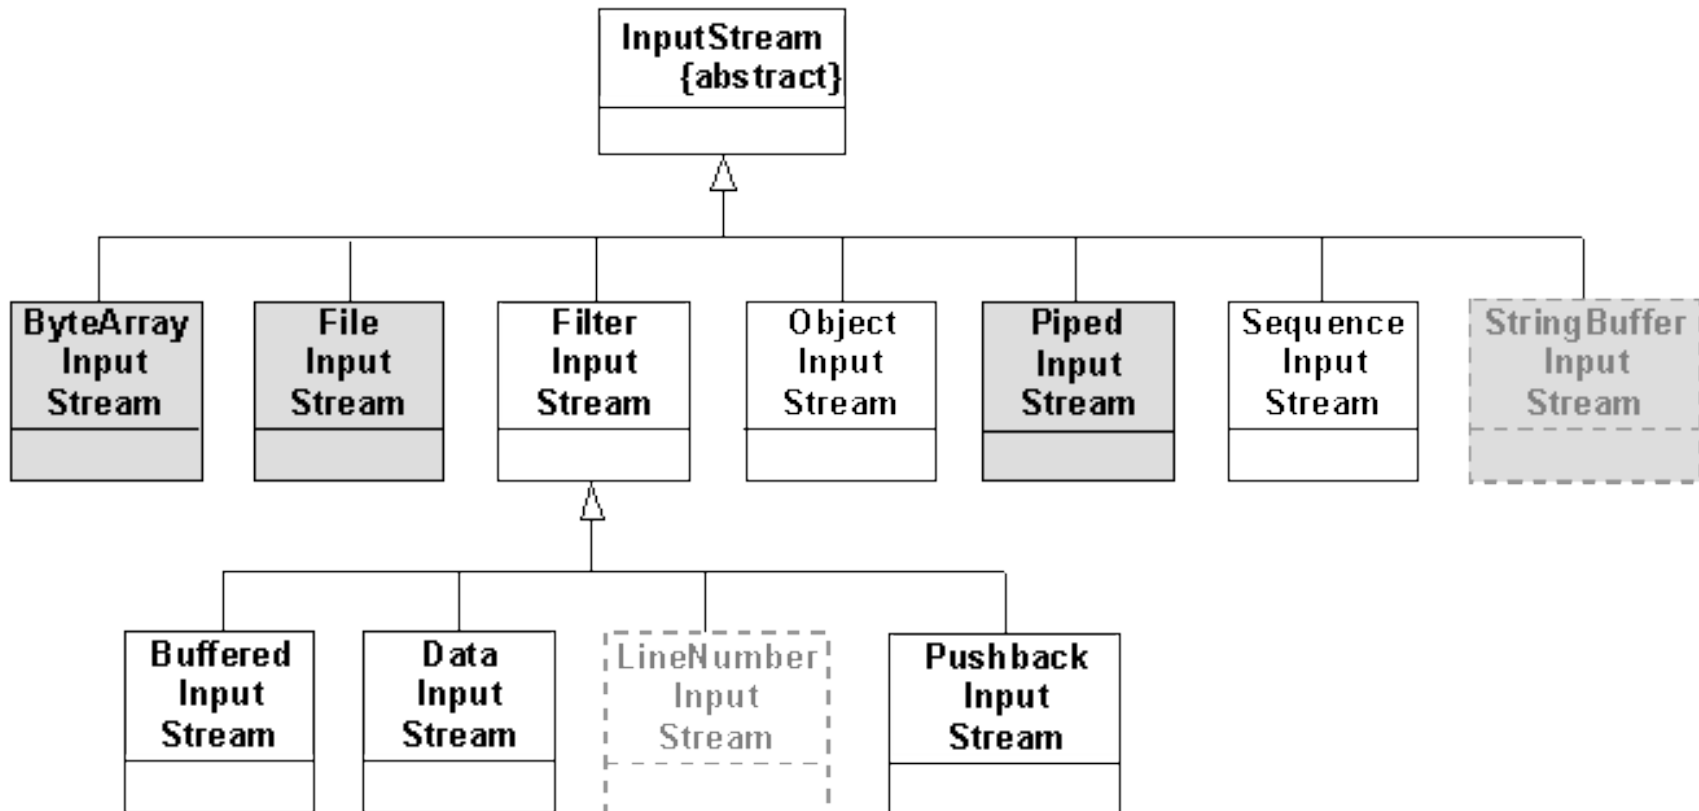 InputStream
{abstract}
ByteArray
Input
Stream
File
Input
Stream
Filter
Input
Stream
Object
Input
Stream
Piped
Input
Stream
Sequence
Input
Stream
StringBuffer
Input
Stream
Buffered
Input
Stream
Data
Input
Stream
LineNumber
Input
Stream
Pushback
Input
Stream